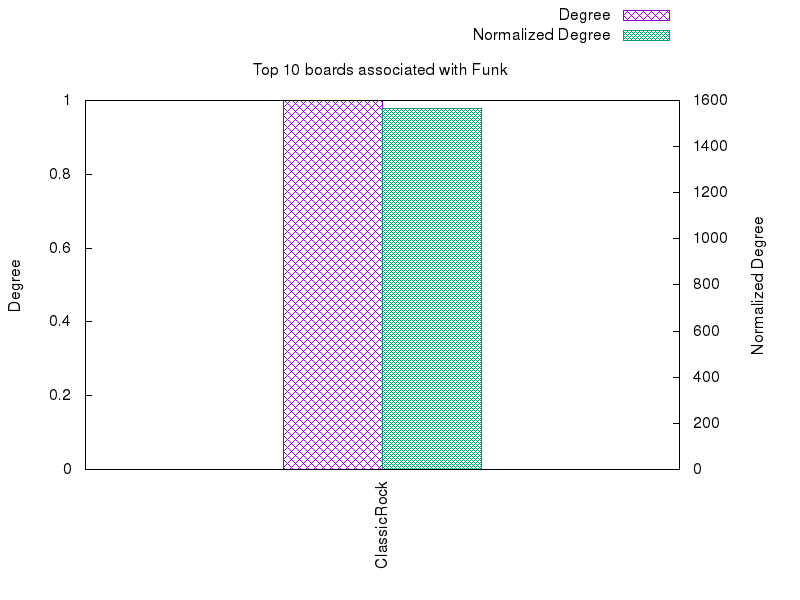 Degree
Normalized Degree
Top 10 boards associated with Funk
1
0.8
0.6
0.4
0.2
0
1600
1400
1200
1000
800
600
400
200
0
Degree
Normalized Degree
ClassicRock